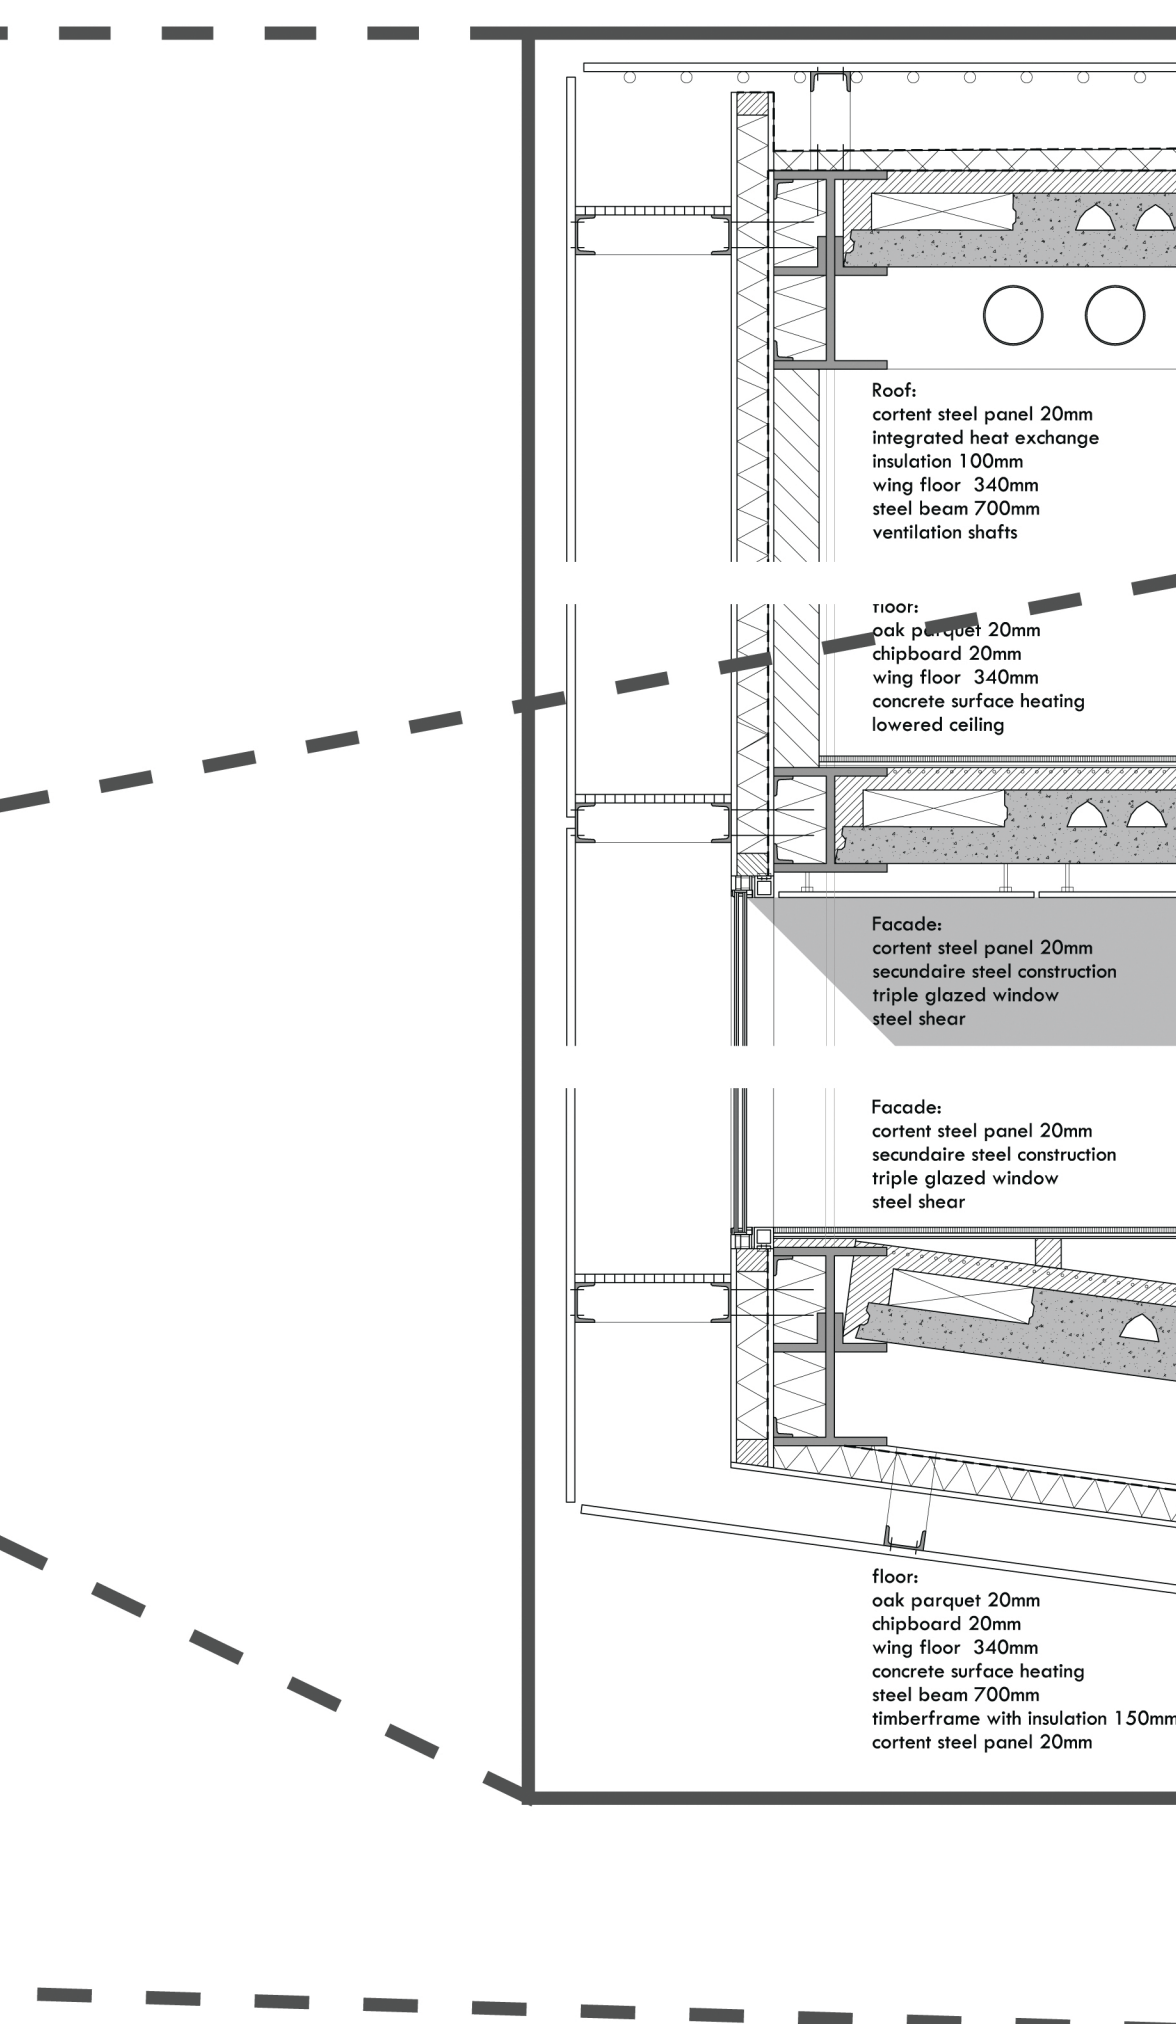 Roof:
cortent steel panel 20mm
integrated heat exchange
insulation 100mm
wing floor  340mm
steel beam 700mm
ventilation shafts
floor:
oak parquet 20mm
chipboard 20mm
wing floor  340mm
concrete surface heating
lowered ceiling
Facade:
cortent steel panel 20mm
secundaire steel construction
triple glazed window
steel shear
Facade:
cortent steel panel 20mm
secundaire steel construction
triple glazed window
steel shear
floor:
oak parquet 20mm
chipboard 20mm
wing floor  340mm
concrete surface heating
steel beam 700mm
timberframe with insulation 150mm
cortent steel panel 20mm